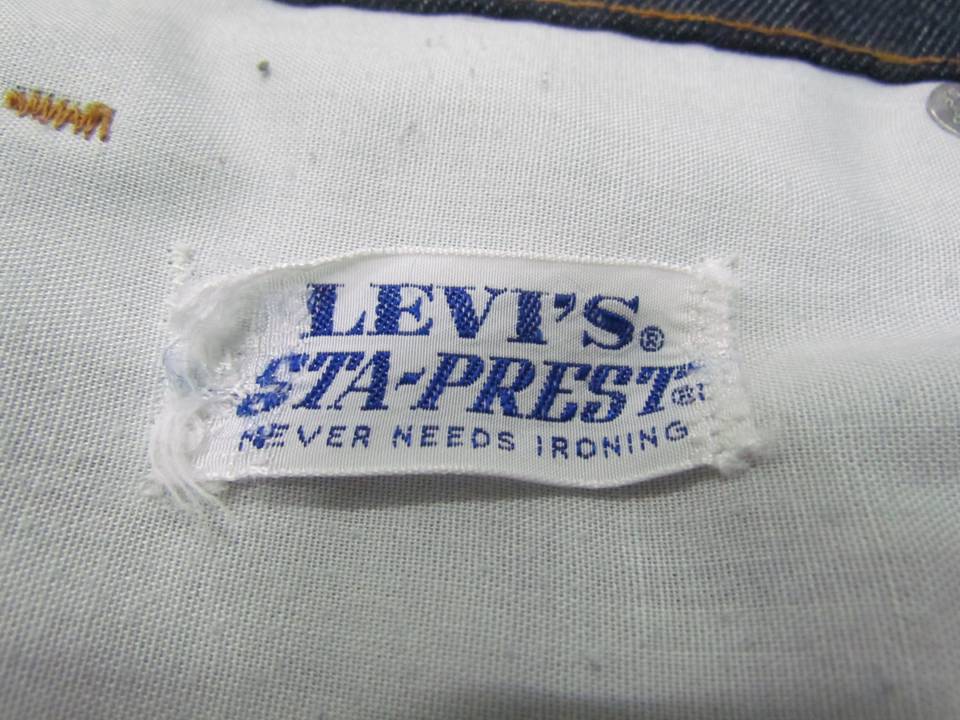 LEVI'S®
STA-PREST®
NEVER NEEDS IRONING